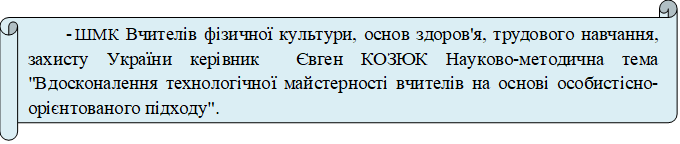 - ШМК Вчителів фізичної культури, основ здоров'я, трудового навчання,
захисту України керівник Євген КОЗЮК Науково-методична тема
"Вдосконалення технологічної майстерності вчителів на основі особистісно-
орієнтованого підходу".